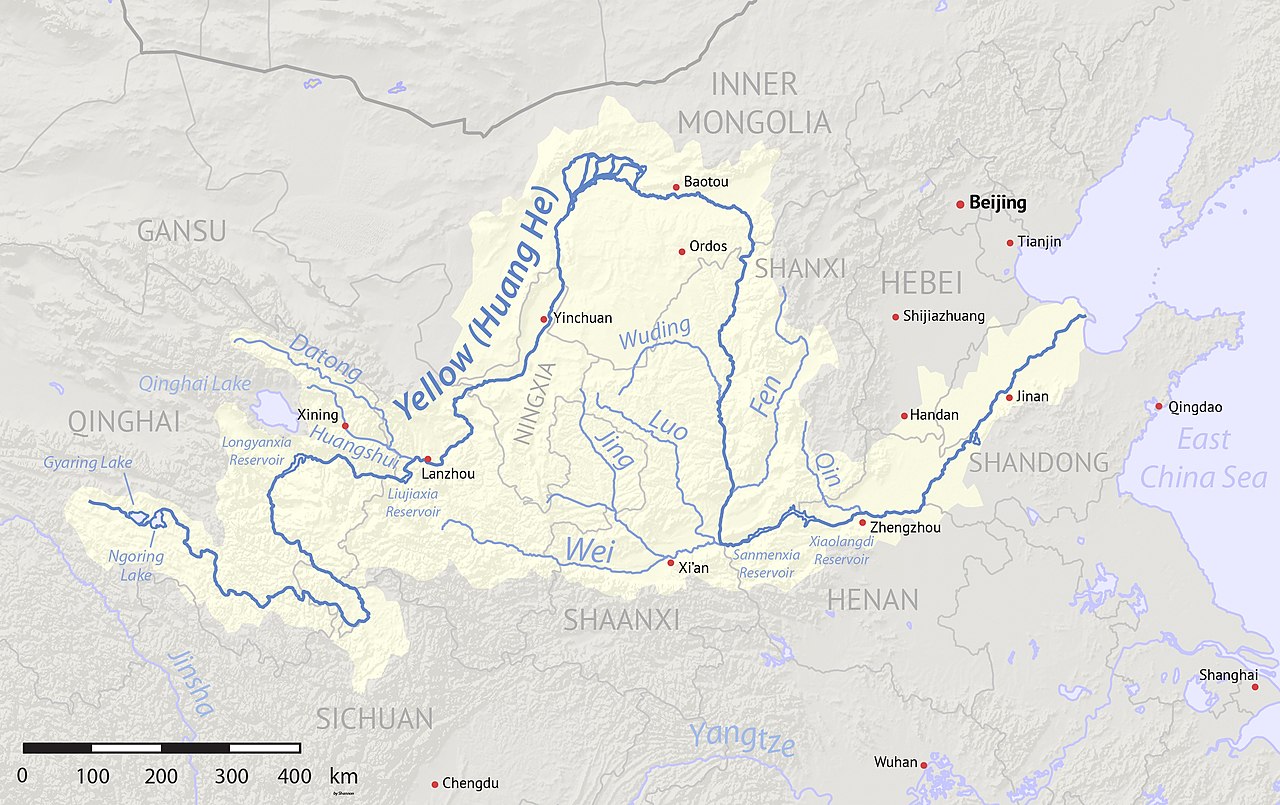 INNER
MONGOLIA
Baotou
Beijing
GANSU
Yellow (Huang He)
Ordos
Tianjin
SHANXI
HEBEI
Yinchuan
Shijiazhuang
Wuding
Datong
Qinghai Lake
NINGXIA
Fen
Jinan
Qingdao
QINGHAI
Xining
Huangshui
Handan
Luo
East
China Sea
Longyanxia
Reservoir
Jing
Gyaring Lake
Lanzhou
Qin
SHANDONG
Liujiaxia
Reservoir
Zhengzhou
Ngoring
Lake
Wei
Xi'an
Sanmenxia
Reservoir
Xiaolangdi
Reservoir
HENAN
SHAANXI
Jinsha
Shanghai
SICHUAN
Yangtze
Wuhan
Chengdu
0 100 200 300 400 km
by Shannon